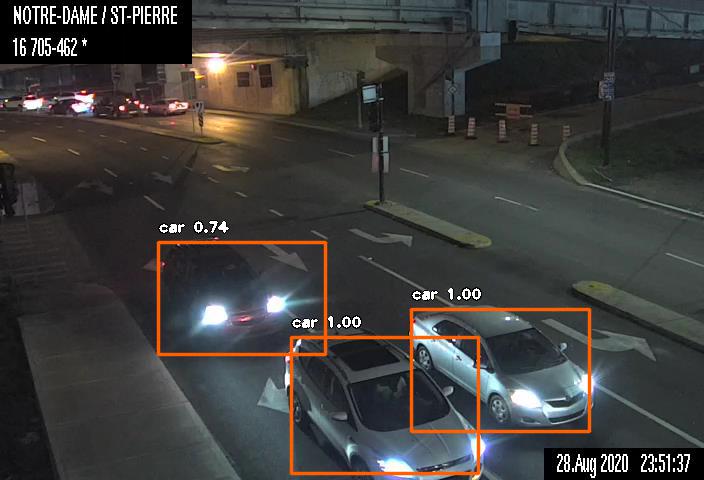 NOTRE-DAME / ST-PIERRE
16 705-462 *
car 0.74
car 1.00
car 1.00
28.Aug 2020 23:51:37